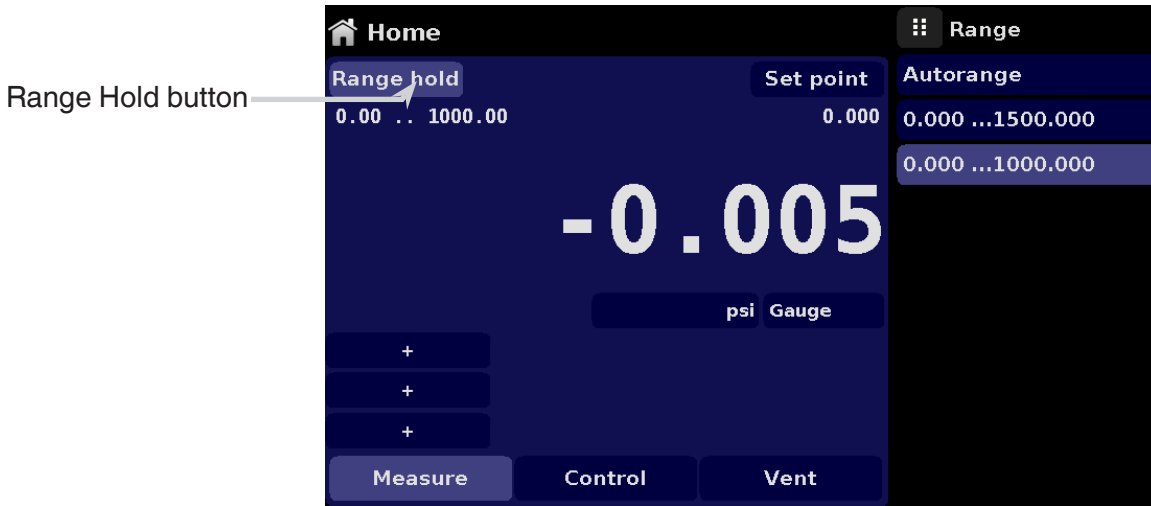 Home
Range
Range hold
Set point
Autorange
Range Hold button
0.00 .. 1000.00
0.000
0.000 ...1500.000
0.000 ...1000.000
-0.005
psi
Gauge
+
+
+
Measure
Control
Vent